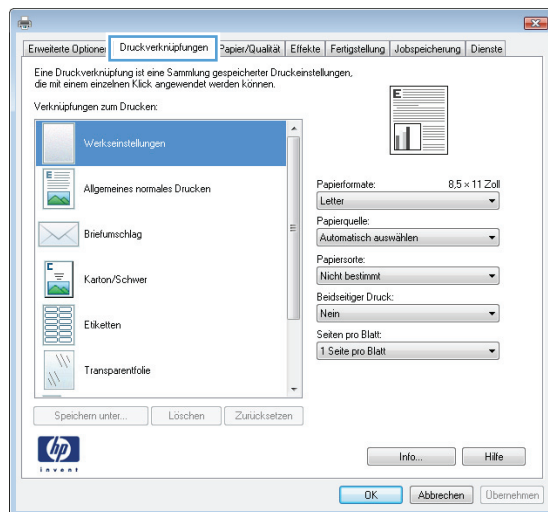 Erweiterte Optionen Druckverknüpfungen Papier/Qualität Effekte Fertigstellung Jobspeicherung Dienste
Eine Druckverknüpfung ist eine Sammlung gespeicherter Druckeinstellungen,
die mit einem einzelnen Klick angewendet werden können.
Verknüpfungen zum Drucken:
Werkseinstellungen
Allgemeines normales Drucken
Briefumschlag
Karton/Schwer
Etiketten
Transparentfolie
Speichern unter... Löschen Zurücksetzen
E
Papierformate: 8,5 × 11 Zoll
Letter
Papierquelle:
Automatisch auswählen
Papiersorte:
Nicht bestimmt
Beidseitiger Druck:
Nein
Seiten pro Blatt:
1 Seite pro Blatt
hp
invent
Info... Hilfe
OK Abbrechen Übernehmen